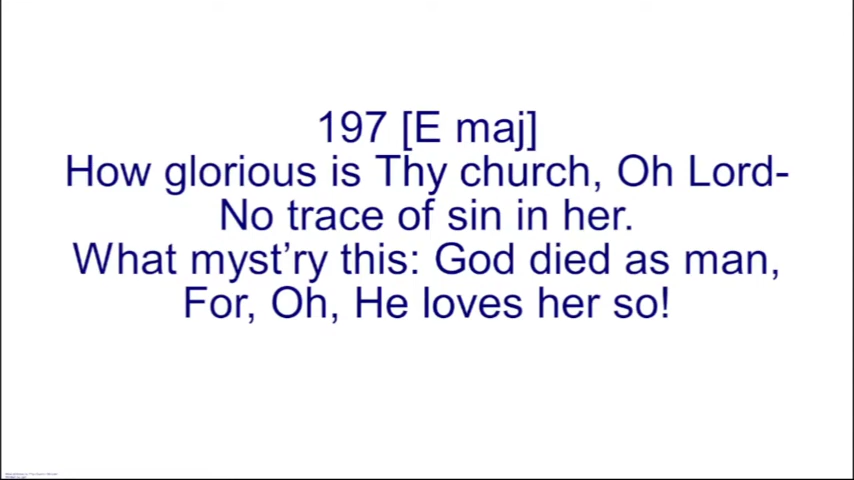 197 [E maj]
How glorious is Thy church, Oh Lord-
No trace of sin in her.
What myst’ry this: God died as man,
For, Oh, He loves her so!